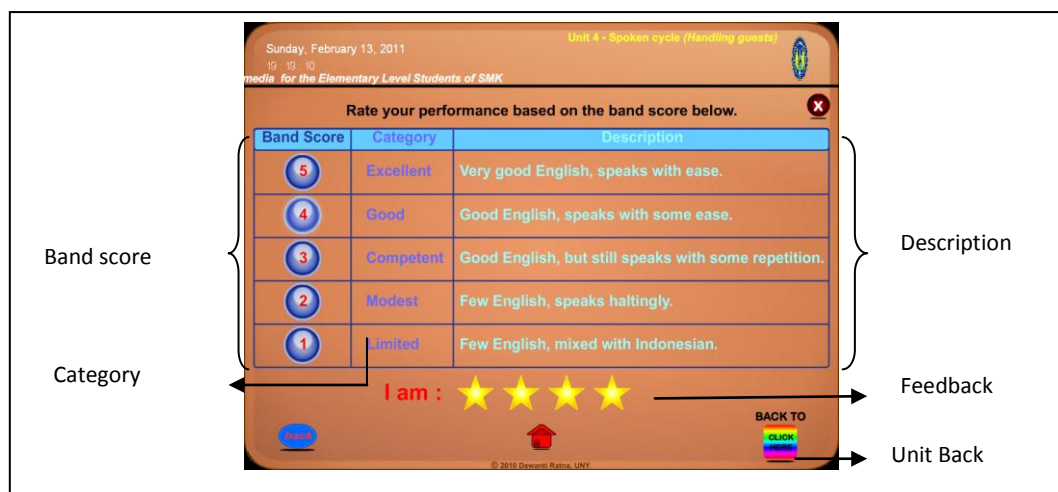 Sunday, February 13, 2011
Unit 4 - Spoken cycle (Handling guests)
19 19 10
media for the Elementary Level Students of SMK
Rate your performance based on the band score below.
X
Band Score Category Description
5 Excellent Very good English, speaks with ease.
4 Good Good English, speaks with some ease.
3 Competent Good English, but still speaks with some repetition.
2 Modest Few English, speaks haltingly.
1 Limited Few English, mixed with Indonesian.
Band score
Description
Category
I am :
Feedback
BACK TO
back
CLICK
HERE
Unit Back
© 2010 Dewanti Ratna, UNY.